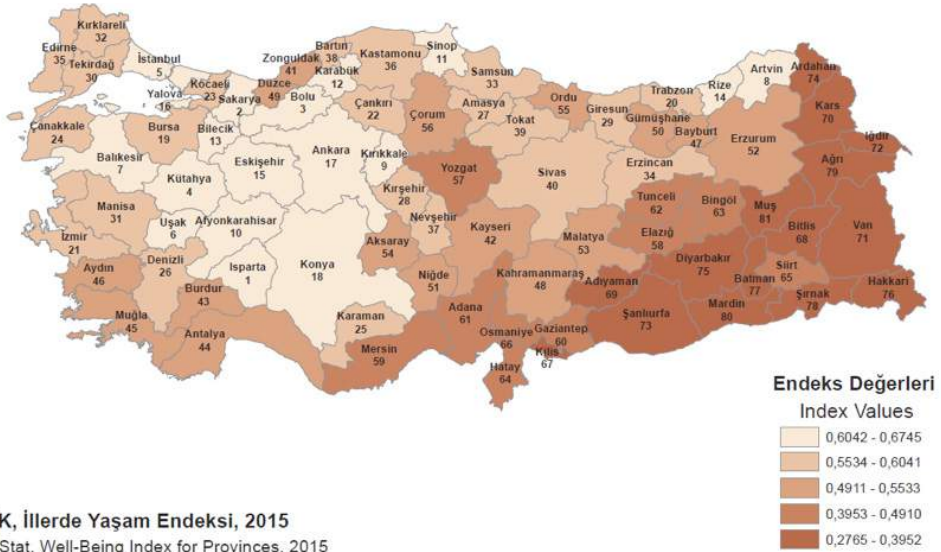 Kırklareli
32
Edirne
35
Tekirdağ
30
İstanbul
5
Yalova
16
Kocaeli
23
Sakarya
2
Düzce
49
Zonguldak
41
Bartın
38
Karabük
12
Bolu
3
Kastamonu
36
Sinop
11
Samsun
33
Çankırı
22
Çorum
56
Amasya
27
Tokat
39
Ordu
55
Giresun
29
Trabzon
20
Gümüşhane
50
Bayburt
47
Rize
14
Artvin
8
Ardahan
74
Kars
70
Iğdır
72
Erzurum
52
Ağrı
79
Çanakkale
24
Bursa
19
Bilecik
13
Balıkesir
7
Kütahya
4
Eskişehir
15
Ankara
17
Kırıkkale
9
Yozgat
57
Kırşehir
28
Sivas
40
Erzincan
34
Tunceli
62
Bingöl
63
Muş
81
Bitlis
68
Van
71
Manisa
31
İzmir
21
Uşak
6
Afyonkarahisar
10
Nevşehir
37
Kayseri
42
Malatya
53
Elazığ
58
Diyarbakır
75
Batman
77
Siirt
65
Şırnak
78
Hakkari
76
Aydın
46
Denizli
26
Burdur
43
Isparta
1
Konya
18
Aksaray
54
Niğde
51
Kahramanmaraş
48
Adıyaman
69
Şanlıurfa
73
Mardin
80
Muğla
45
Antalya
44
Karaman
25
Mersin
59
Adana
61
Osmaniye
66
Gaziantep
60
Kilis
67
Hatay
64
Endeks Değerleri
Index Values
0,6042 - 0,6745
0,5534 - 0,6041
0,4911 - 0,5533
0,3953 - 0,4910
0,2765 - 0,3952
K, İllerde Yaşam Endeksi, 2015
Stat, Well-Being Index for Provinces, 2015